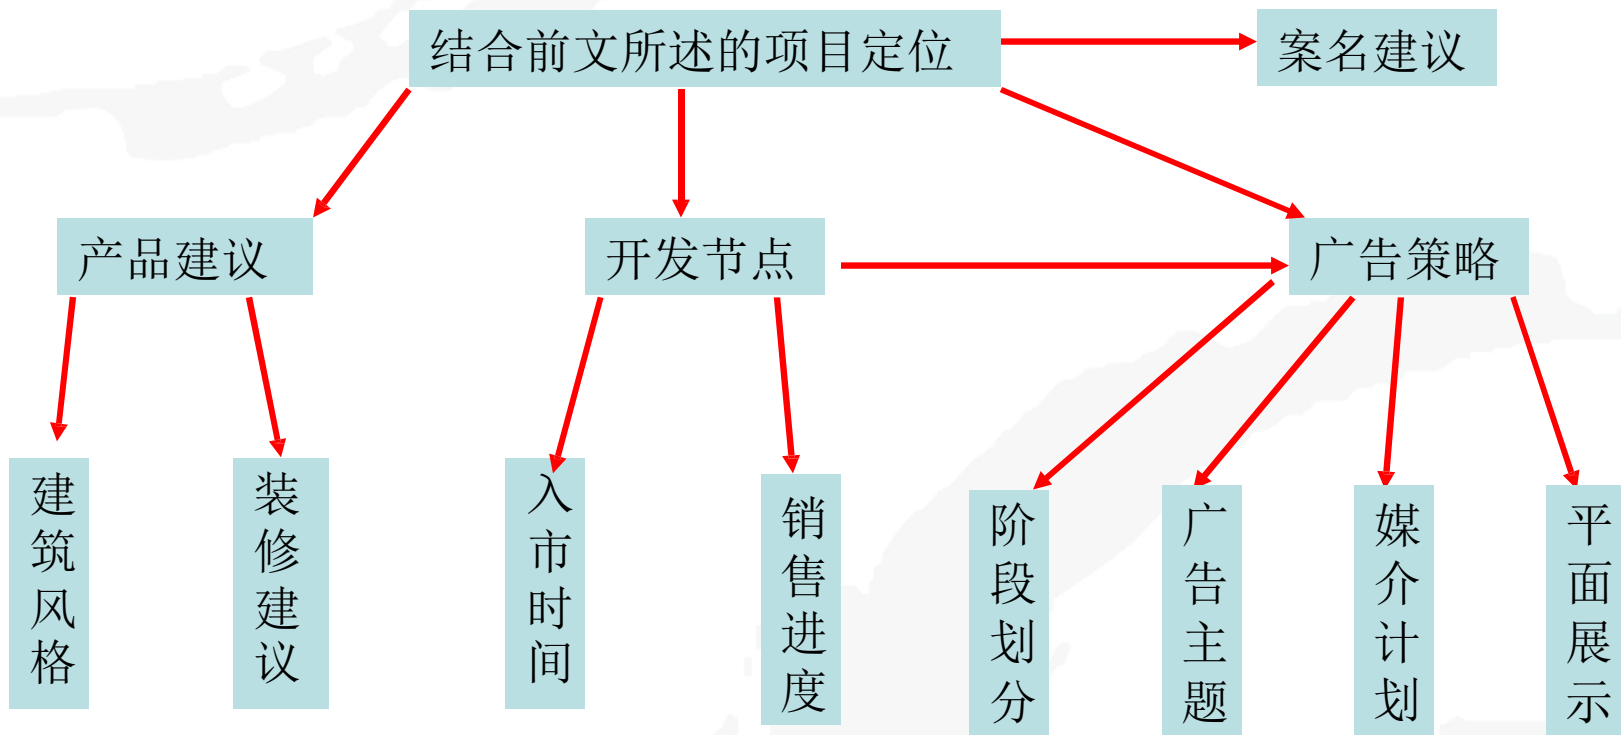 结合前文所述的项目定位
案名建议
产品建议
开发节点
广告策略
建筑风格
装修建议
入市时间
销售进度
阶段划分
广告主题
媒介计划
平面展示